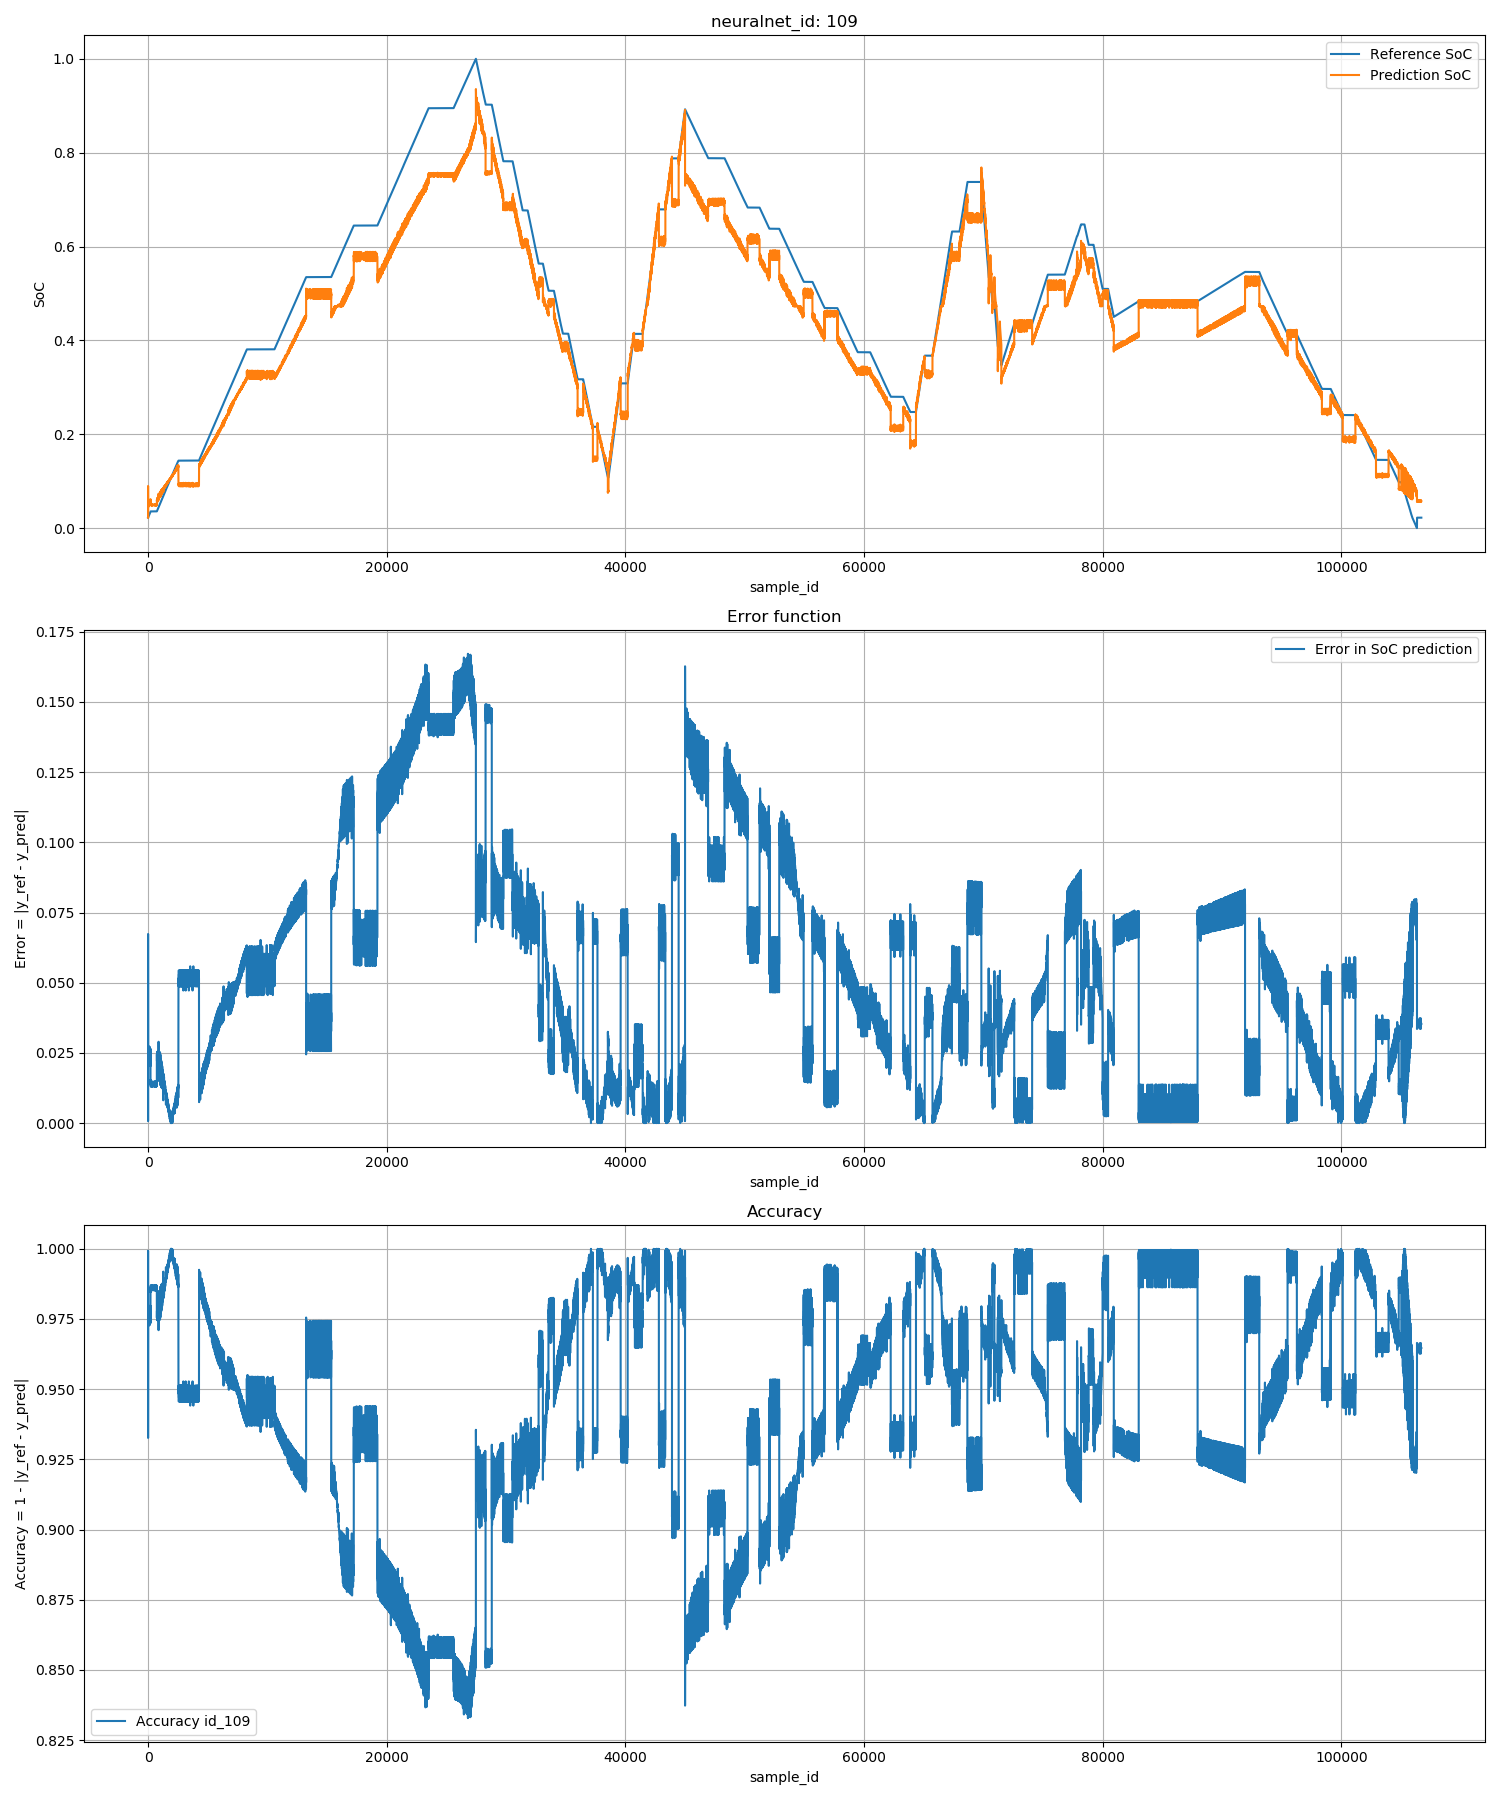 neuralnet_id: 109
Reference SoC
Prediction SoC
SoC
1.0
0.8
0.6
0.4
0.2
0.0
0 20000 40000 60000 80000 100000
sample_id
Error function
Error in SoC prediction
Error = |y_ref - y_pred|
0.175
0.150
0.125
0.100
0.075
0.050
0.025
0.000
0 20000 40000 60000 80000 100000
sample_id
Accuracy
Accuracy = 1 - |y_ref - y_pred|
1.000
0.975
0.950
0.925
0.900
0.875
0.850
0.825
Accuracy id_109
0 20000 40000 60000 80000 100000
sample_id